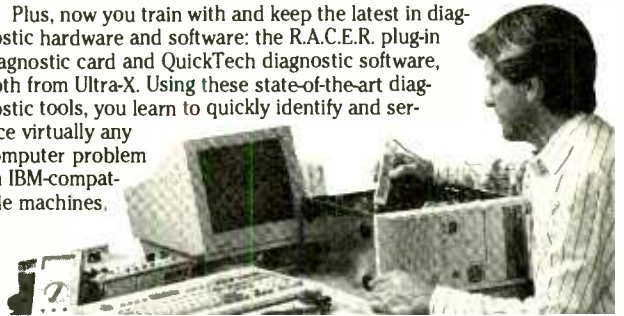 Plus, now you train with and keep the latest in diag-
ostic hardware and software: the R.A.C.E.R. plug-in
agnostic card and QuickTech diagnostic software,
oth from Ultra-X. Using these state-of-the-art diag-
ostic tools, you learn to quickly identify and ser-
ce virtually any
omputer problem
n IBM-compat-
le machines.